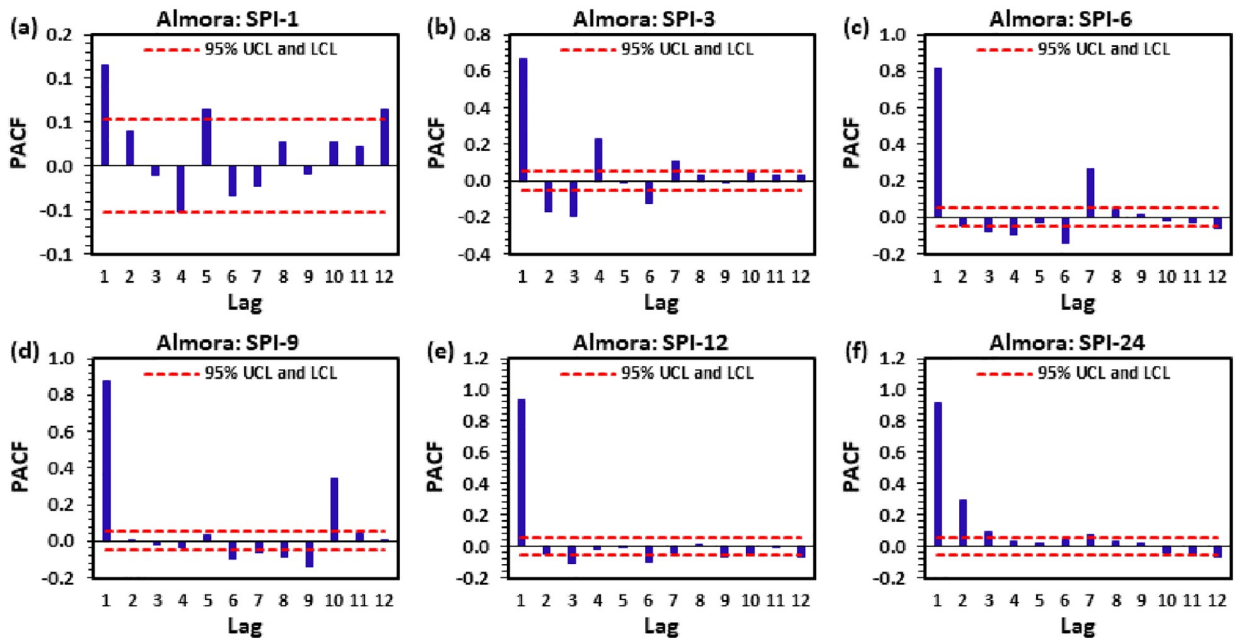 (a) Almora: SPI-1
95% UCL and LCL
PACF
0.2
0.1
0.1
0.0
-0.1
-0.1
1 2 3 4 5 6 7 8 9 10 11 12
Lag
(b) Almora: SPI-3
95% UCL and LCL
PACF
0.8
0.6
0.4
0.2
0.0
-0.2
-0.4
1 2 3 4 5 6 7 8 9 10 11 12
Lag
(c) Almora: SPI-6
95% UCL and LCL
PACF
1.0
0.8
0.6
0.4
0.2
0.0
-0.2
1 2 3 4 5 6 7 8 9 10 11 12
Lag
(d) Almora: SPI-9
95% UCL and LCL
PACF
1.0
0.8
0.6
0.4
0.2
0.0
-0.2
1 2 3 4 5 6 7 8 9 10 11 12
Lag
(e) Almora: SPI-12
95% UCL and LCL
PACF
1.2
1.0
0.8
0.6
0.4
0.2
0.0
-0.2
1 2 3 4 5 6 7 8 9 10 11 12
Lag
(f) Almora: SPI-24
95% UCL and LCL
PACF
1.2
1.0
0.8
0.6
0.4
0.2
0.0
-0.2
1 2 3 4 5 6 7 8 9 10 11 12
Lag